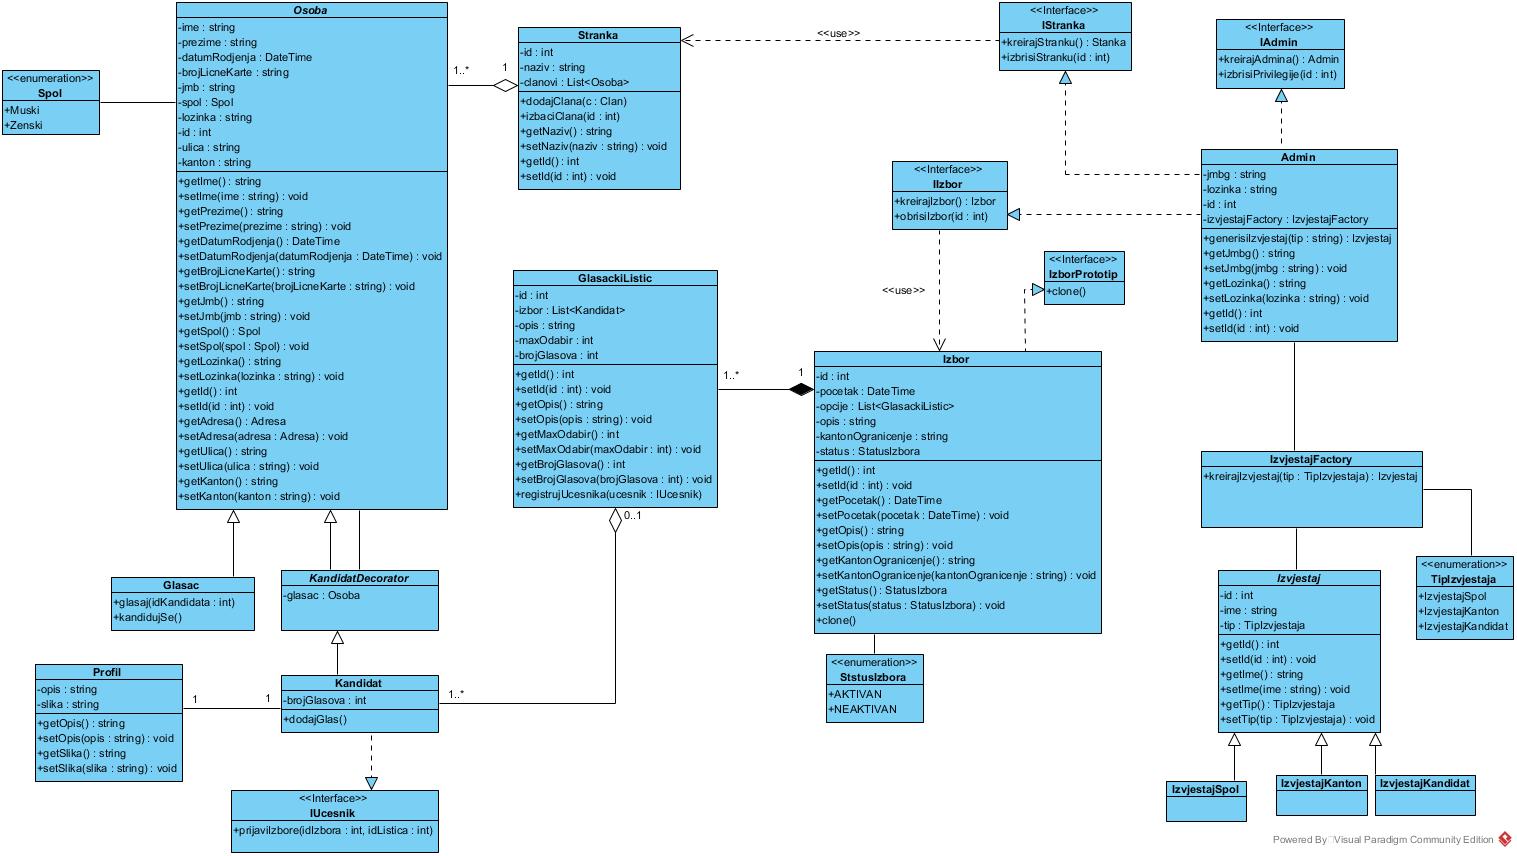 Osoba
-ime : string
-prezime : string
-datumRodjenja : DateTime
-brojLicneKarte : string
-jmb : string
-spol : Spol
-lozinka : string
-id : int
-ulica : string
-kanton : string
+getIme() : string
+setIme(ime : string) : void
+getPrezime() : string
+setPrezime(prezime : string) : void
+getDatumRodjenja() : DateTime
+setDatumRodjenja(datumRodjenja : DateTime) : void
+getBrojLicneKarte() : string
+setBrojLicneKarte(brojLicneKarte : string) : void
+getJmb() : string
+setJmb(jmb : string) : void
+getSpol() : Spol
+setSpol(spol : Spol) : void
+getLozinka() : string
+setLozinka(lozinka : string) : void
+getId() : int
+setId(id : int) : void
+getAdresa() : Adresa
+setAdresa(adresa : Adresa) : void
+getUlica() : string
+setUlica(ulica : string) : void
+getKanton() : string
+setKanton(kanton : string) : void
<<enumeration>>
Spol
+Muski
+Zenski
1..*
1
Stranka
-id : int
-naziv : string
-clanovi : List<Osoba>
+dodajClana(c : Clan)
+izbaciClana(id : int)
+getNaziv() : string
+setNaziv(naziv : string) : void
+getId() : int
+setId(id : int) : void
<<use>>
<<Interface>>
IStranka
+kreirajStranku() : Stanka
+izbrisiStranku(id : int)
<<Interface>>
IAdmin
+kreirajAdmina() : Admin
+izbrisiPrivilegije(id : int)
Admin
-jmbg : string
-lozinka : string
-id : int
-izvjestajFactory : IzvjestajFactory
+generisiIzvjestaj(tip : string) : Izvjestaj
+getJmbg() : string
+setJmbg(jmbg : string) : void
+getLozinka() : string
+setLozinka(lozinka : string) : void
+getId() : int
+setId(id : int) : void
<<Interface>>
IIzbor
+kreirajIzbor() : Izbor
+obrisiIzbor(id : int)
<<use>>
<<Interface>>
IzborPrototip
+clone()
GlasackiListic
-id : int
-izbor : List<Kandidat>
-opis : string
-maxOdabir : int
-brojGlasova : int
+getId() : int
+setId(id : int) : void
+getOpis() : string
+setOpis(opis : string) : void
+getMaxOdabir() : int
+setMaxOdabir(maxOdabir : int) : void
+getBrojGlasova() : int
+setBrojGlasova(brojGlasova : int) : void
+registrujUcesnika(ucesnik : IUcesnik)
0..1
1..*
1
Izbor
-id : int
-pocetak : DateTime
-opcije : List<GlasackiListic>
-opis : string
-kantonOgranicenje : string
-status : StatusIzbora
+getId() : int
+setId(id : int) : void
+getPocetak() : DateTime
+setPocetak(pocetak : DateTime) : void
+getOpis() : string
+setOpis(opis : string) : void
+getKantonOgranicenje() : string
+setKantonOgranicenje(kantonOgranicenje : string) : void
+getStatus() : StatusIzbora
+setStatus(status : StatusIzbora) : void
+clone()
<<enumeration>>
StstusIzbora
+AKTIVAN
+NEAKTIVAN
IzvjestajFactory
+kreirajIzvjestaj(tip : TipIzvjestaja) : Izvjestaj
<<enumeration>>
TipIzvjestaja
+IzvjestajSpol
+IzvjestajKanton
+IzvjestajKandidat
Izvjestaj
-id : int
-ime : string
-tip : TipIzvjestaja
+getId() : int
+setId(id : int) : void
+getIme() : string
+setIme(ime : string) : void
+getTip() : TipIzvjestaja
+setTip(tip : TipIzvjestaja) : void
IzvjestajSpol
IzvjestajKanton
IzvjestajKandidat
Glasac
+glasaj(idKandidata : int)
+kandidujSe()
KandidatDecorator
-glasac : Osoba
Profil
-opis : string
-slika : string
+getOpis() : string
+setOpis(opis : string) : void
+getSlika() : string
+setSlika(slika : string) : void
1
1
Kandidat
-brojGlasova : int
+dodajGlas()
1..*
<<Interface>>
IUcesnik
+prijaviIzbore(idIzbora : int, idListica : int)
Powered By Visual Paradigm Community Edition